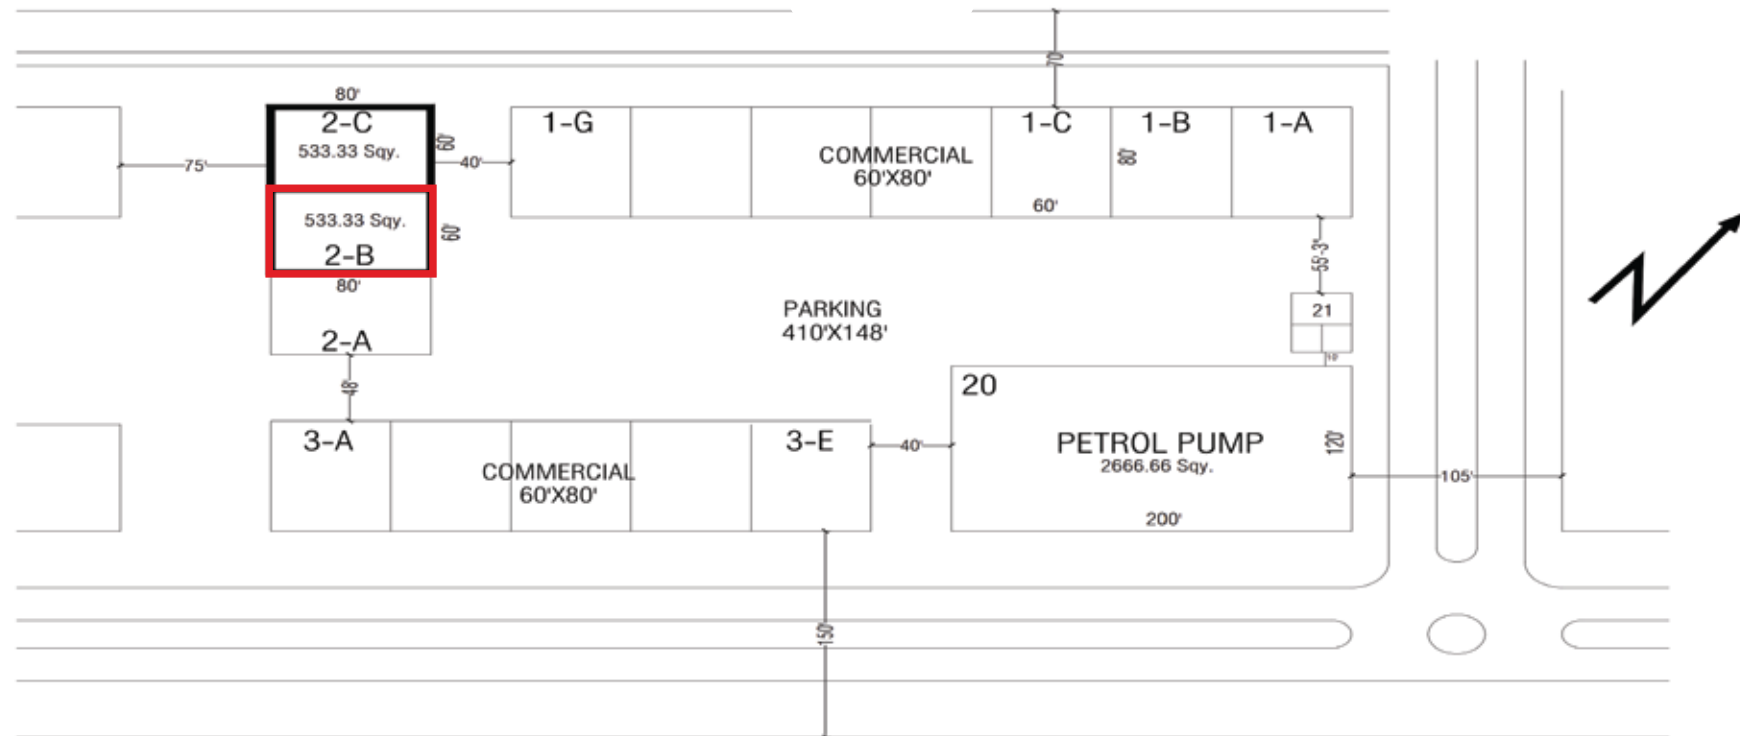 70'
80'
2-C
533.33 Sqy.
60'
75'
40'
533.33 Sqy.
2-B
60'
80'
2-A
48'
1-G
1-C
1-B
1-A
COMMERCIAL
60'X80'
80'
60'
55'-3"
21
10'
PARKING
410'X148'
3-A
3-E
COMMERCIAL
60'X80'
40'
20
PETROL PUMP
2666.66 Sqy.
120'
200'
105'
150'